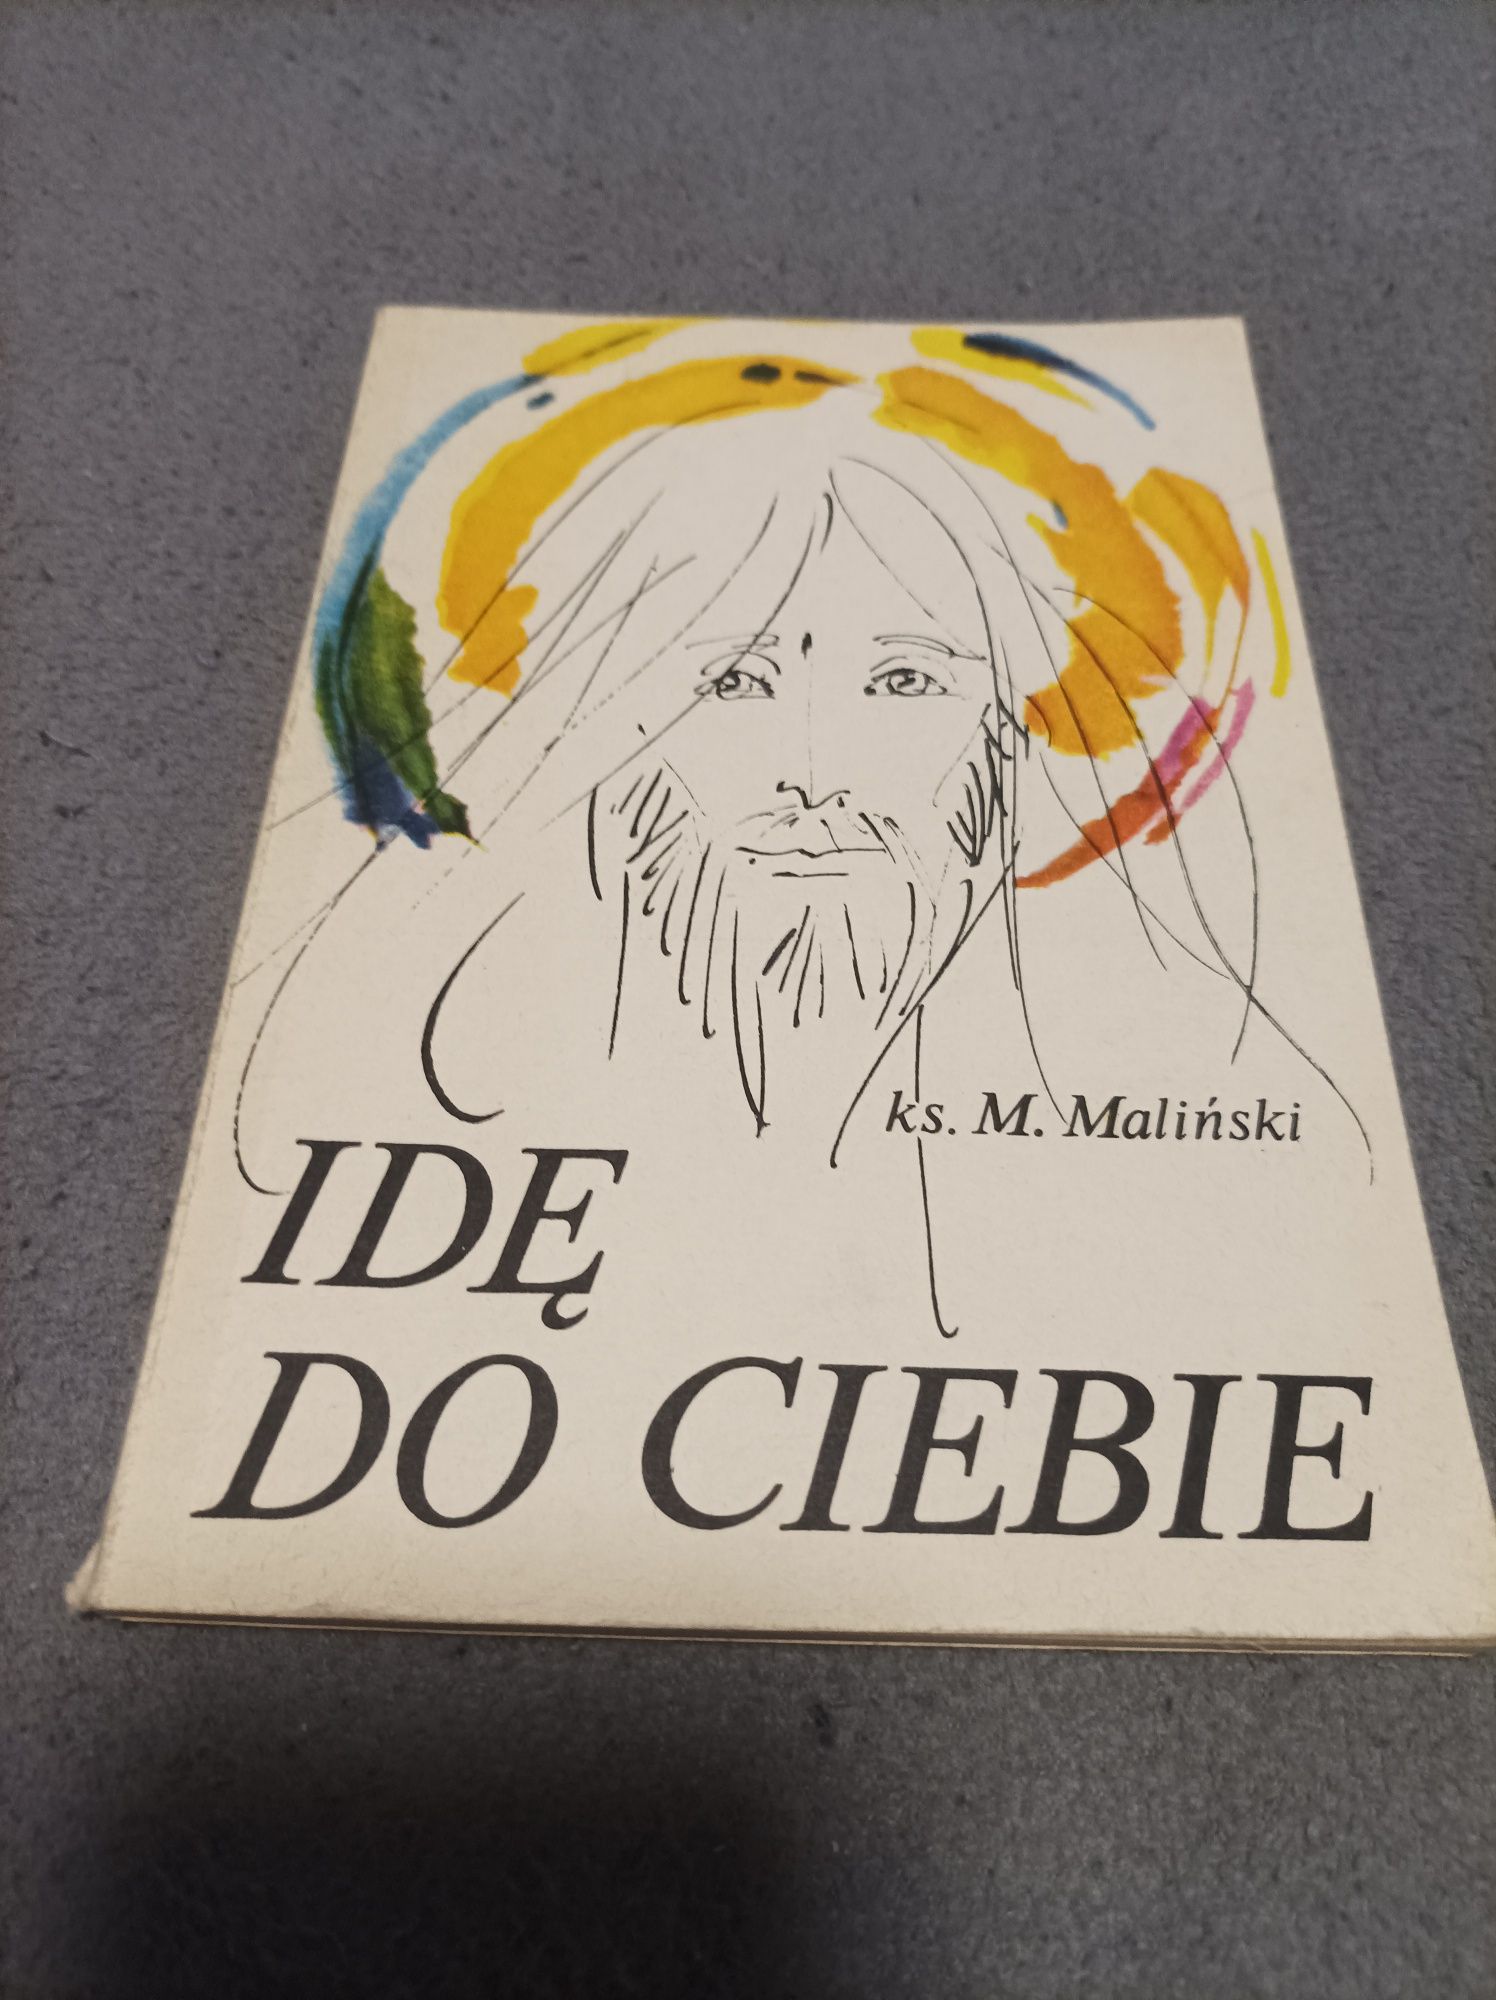 ks. M. Maliński
IDĘ
DO CIEBIE